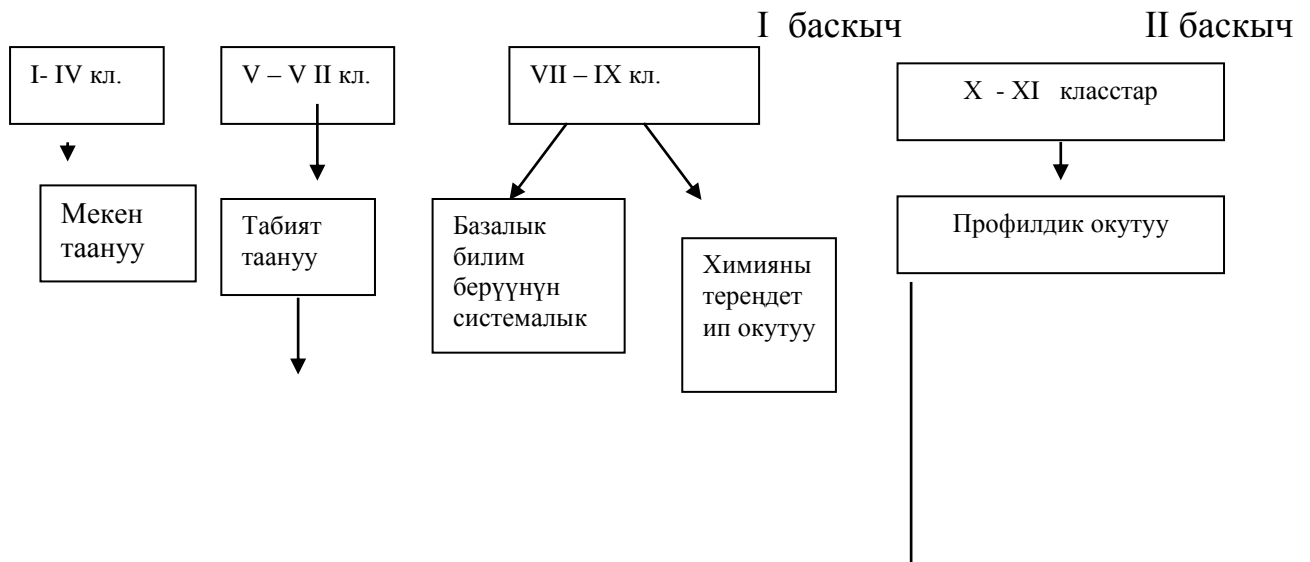 I баскыч
II баскыч
I- IV кл.
V – V II кл.
VII – IX кл.
X - XI класстар
Мекен
таануу
Табият
таануу
Базалык
билим
берүүнүн
системалык
Химияны
тереңдет
ип окутуу
Профилдик окутуу